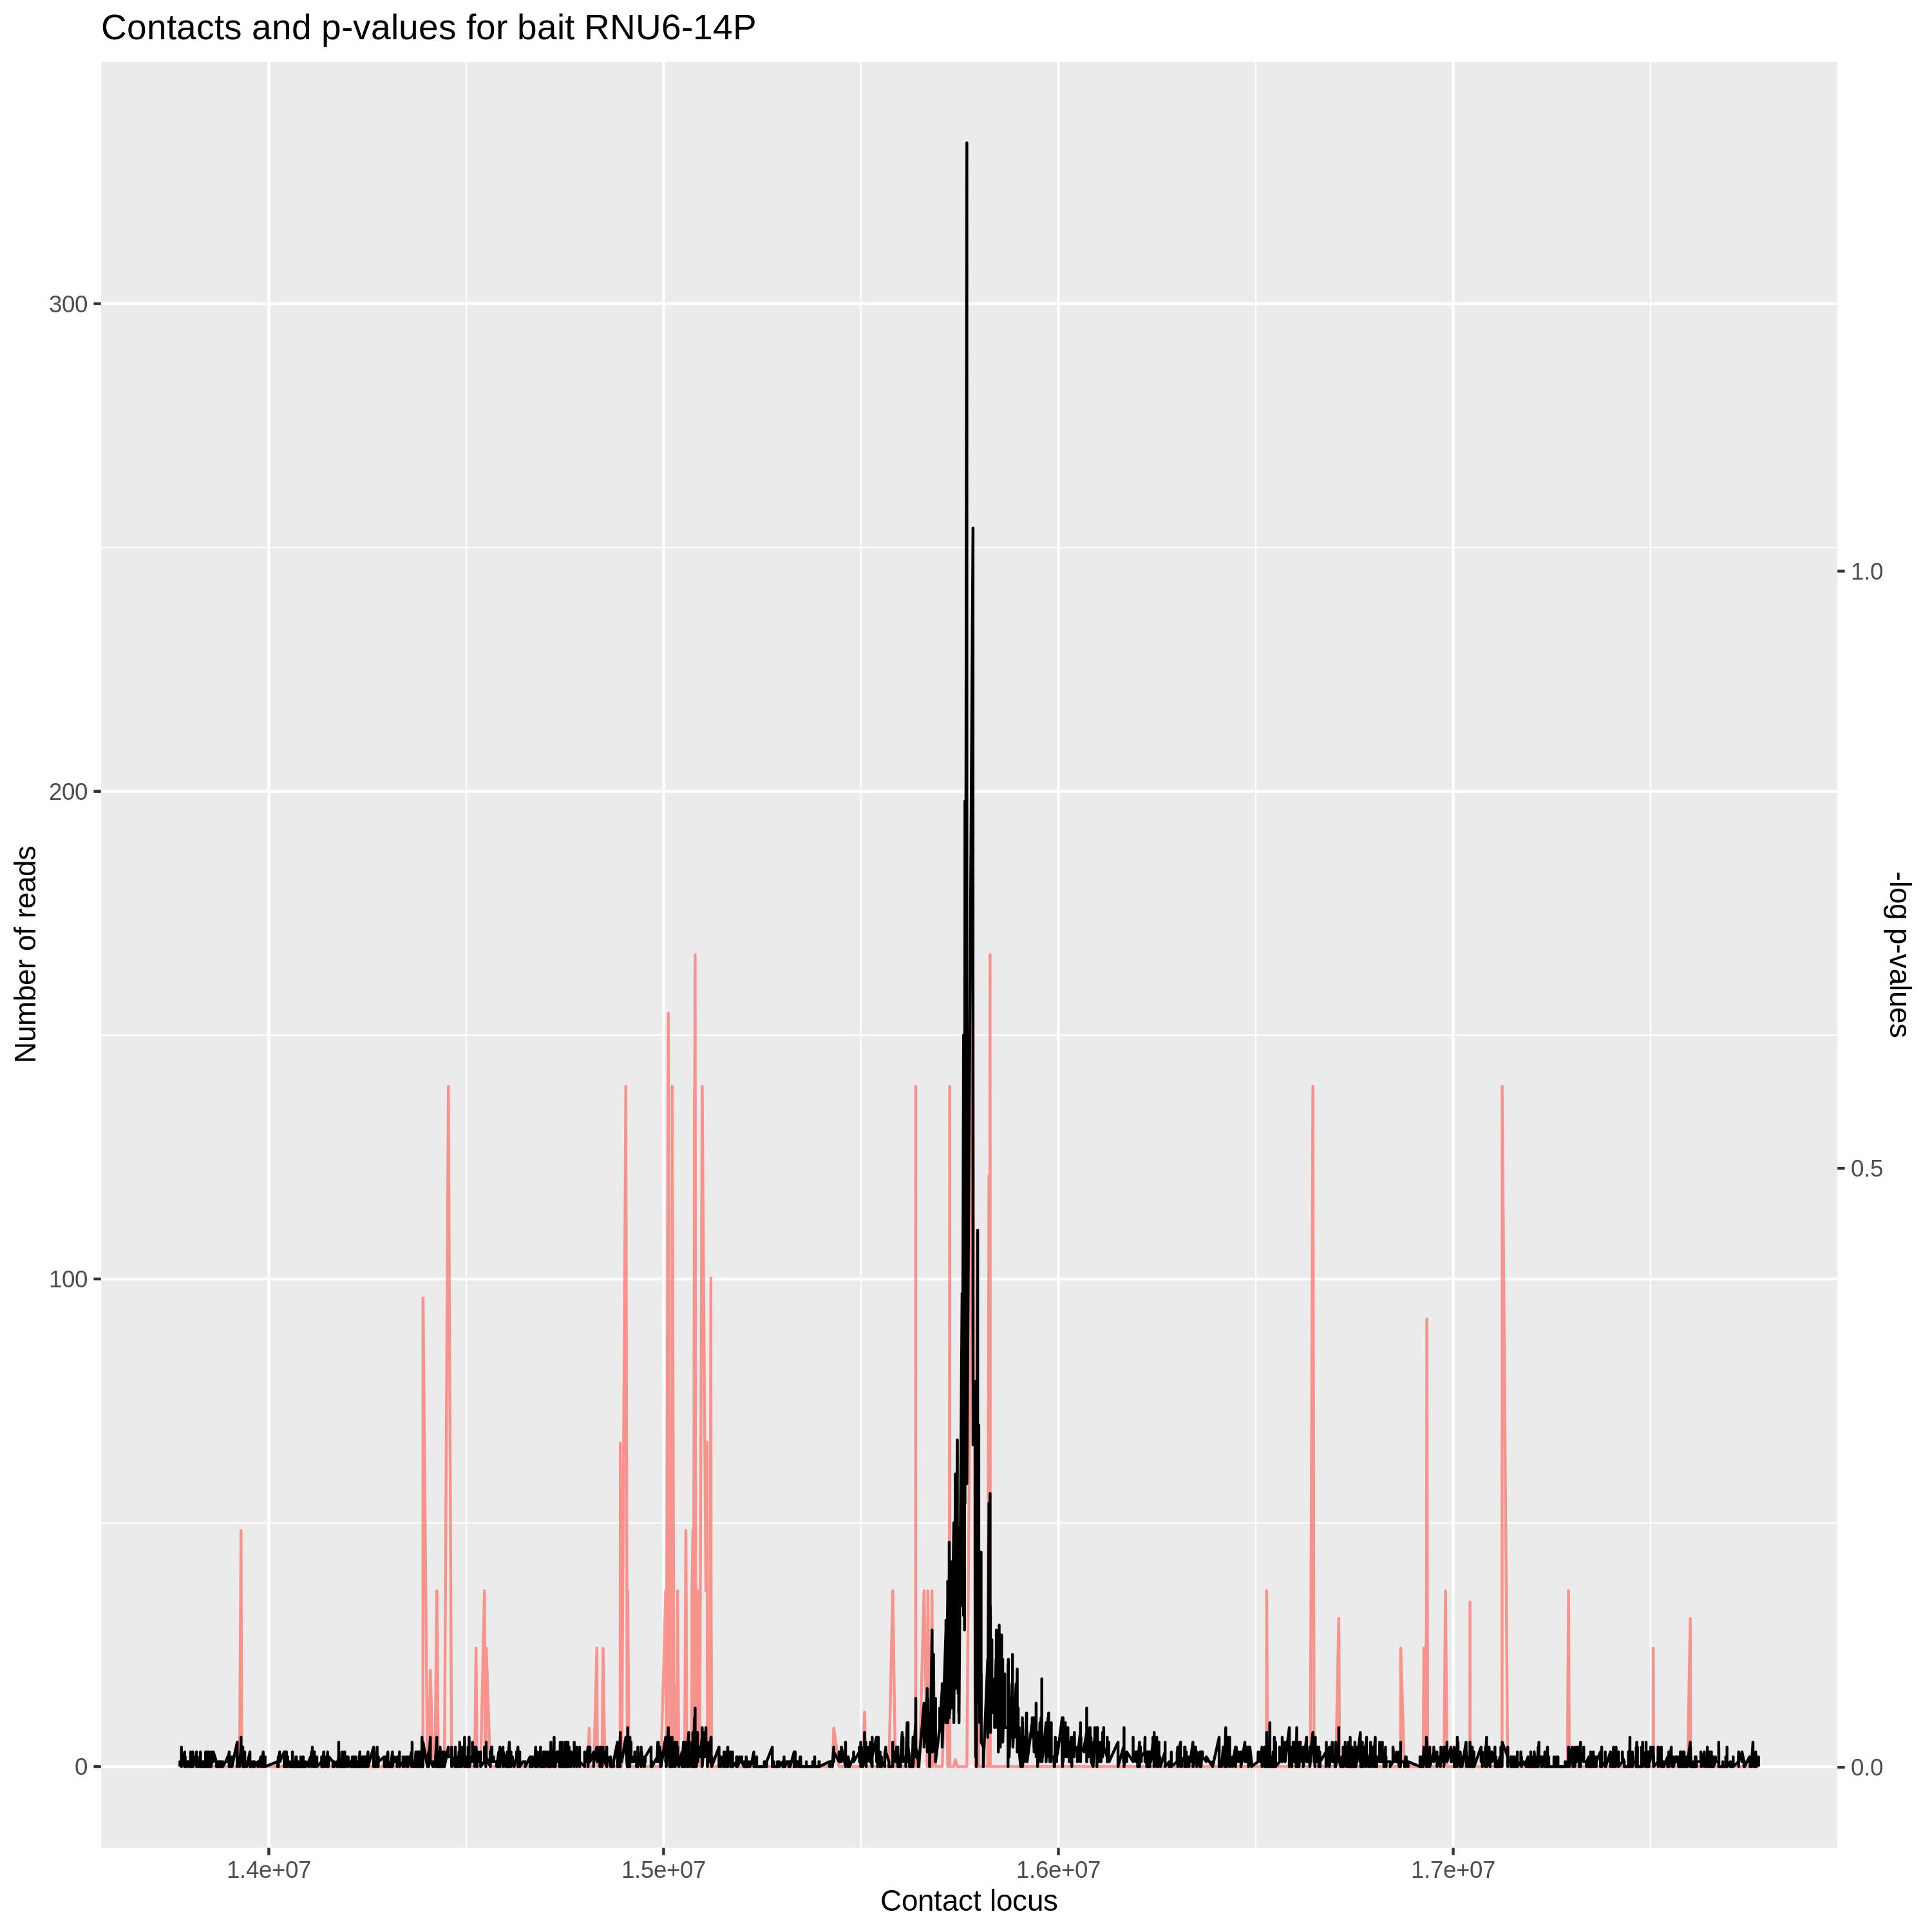 Contacts and p-values for bait RNU6-14P
300
200
100
0
Number of reads
1.0
0.5
0.0
-log p-values
1.4e+07
1.5e+07
1.6e+07
1.7e+07
Contact locus